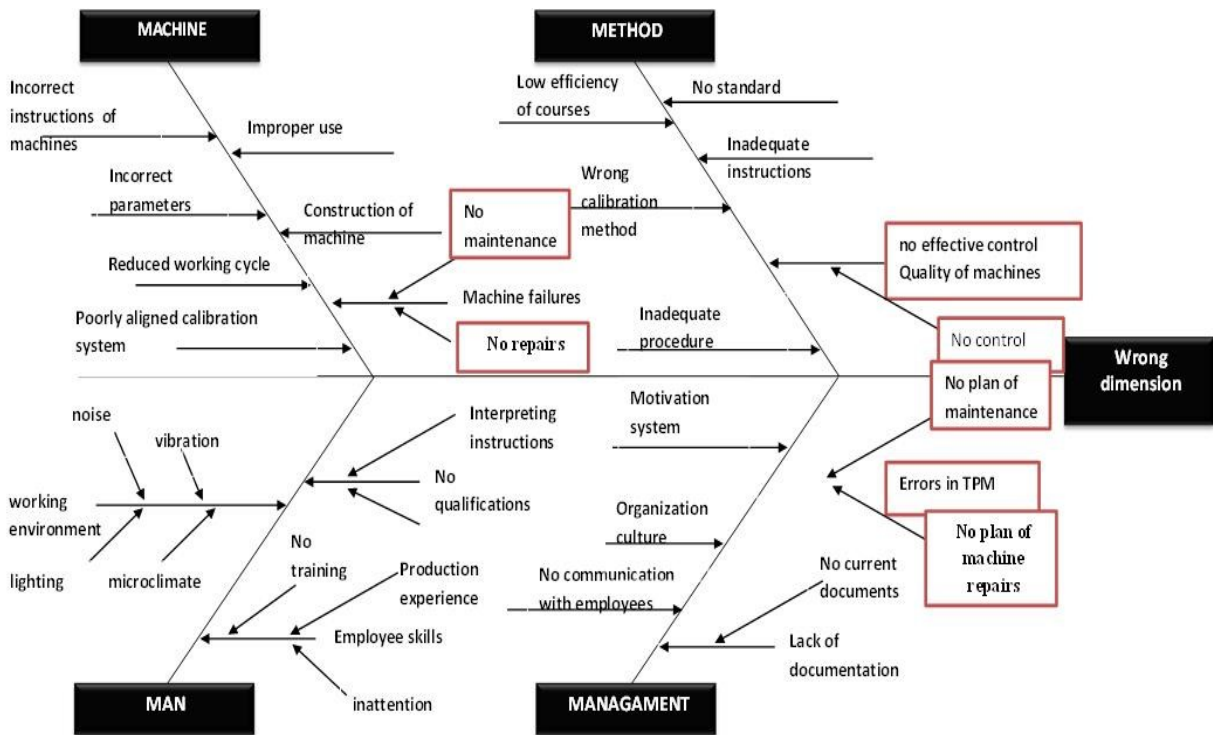 MACHINE
METHOD
Incorrect
instructions of
machines
Improper use
Incorrect
parameters
Construction of
machine
Reduced working cycle
Machine failures
Poorly aligned calibration
system
No
maintenance
No repairs
Low efficiency
of courses
No standard
Inadequate
instructions
Wrong
calibration
method
no effective control
Quality of machines
Inadequate
procedure
No control
Wrong
dimension
No plan of
maintenance
noise
vibration
working
environment
lighting
microclimate
Interpreting
instructions
No
qualifications
No
training
Production
experience
Employee skills
inattention
Motivation
system
Organization
culture
No communication
with employees
Errors in TPM
No plan of
machine
repairs
No current
documents
Lack of
documentation
MAN
MANAGAMENT